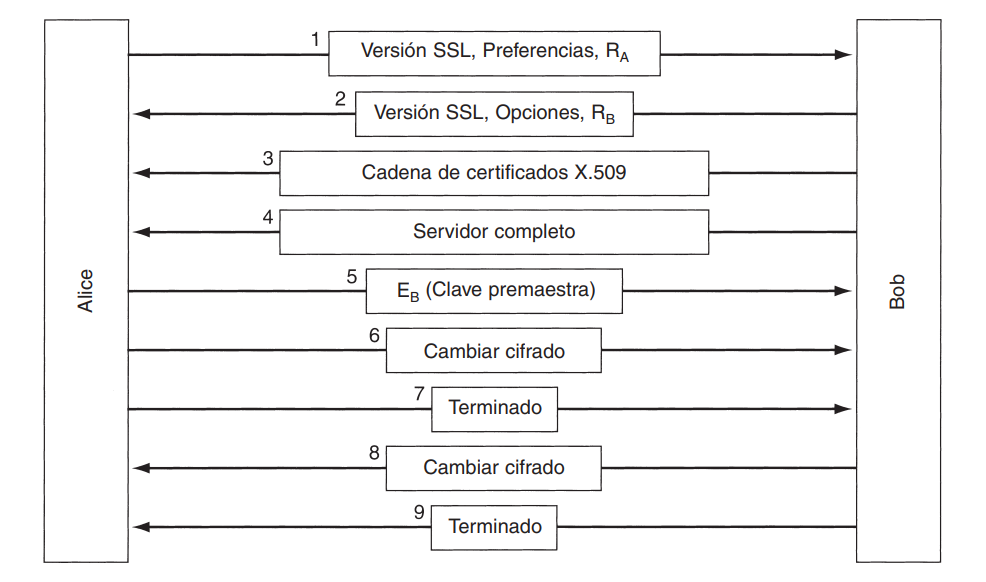 Alice
Bob
1 Versión SSL, Preferencias, R_A
2 Versión SSL, Opciones, R_B
3 Cadena de certificados X.509
4 Servidor completo
5 E_B (Clave premaestra)
6 Cambiar cifrado
7 Terminado
8 Cambiar cifrado
9 Terminado